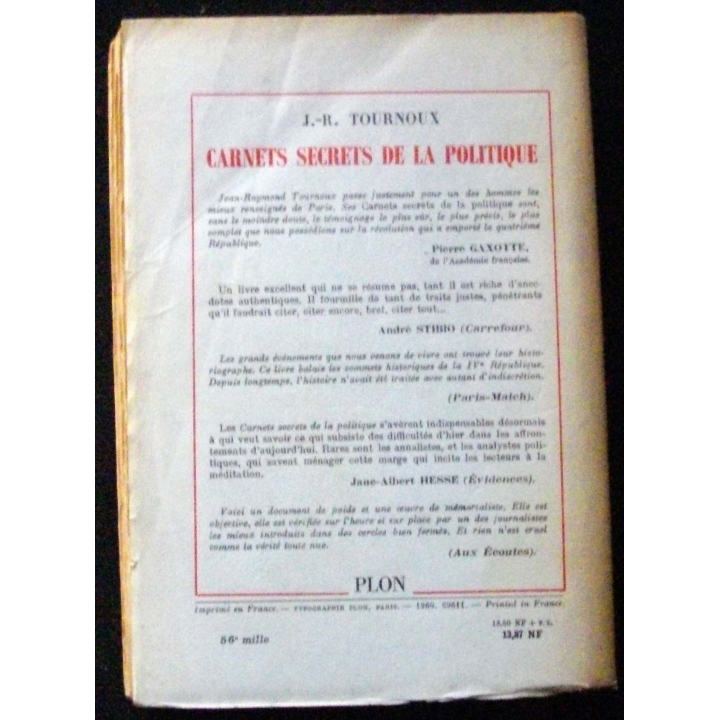 J.-R. TOURNOUX
CARNETS SECRETS DE LA POLITIQUE
Jean-Raymond Tournoux passe justement pour un des hommes les
mieux renseignés de Paris. Ses Carnets secrets de la politique sont,
sans le moindre doute, le témoignage le plus sûr, le plus précis, le plus
complet que nous possédions sur la révolution qui a emporté la quatrième
République.
Pierre GAXOTTE,
de l'Académie française.
Un livre excellent qui ne se résume pas, tant il est riche d'anec-
dotes authentiques. Il fourmille de tant de traits justes, pénétrants
qu'il faudrait citer, citer encore, bref, citer tout...
André STIBIO (Carrefour).
Les grands événements que nous venons de vivre ont trouvé leur histo-
riographe. Ce livre balaie les sommets historiques de la IVe République.
Depuis longtemps, l'histoire n'avait été traitée avec autant d'indiscrétion.
(Paris-Match).
Les Carnets secrets de la politique s'avèrent indispensables désormais
à qui veut savoir ce qui subsiste des difficultés d'hier dans les affron-
tements d'aujourd'hui. Rares sont les annalistes, et les analystes poli-
tiques, qui savent ménager cette marge qui incite les lecteurs à la
méditation.
Jane-Albert HESSE (Évidences).
Voici un document de poids et une œuvre de mémorialiste. Elle est
objective, elle est vérifiée sur l'heure et sur place par un des journalistes
les mieux introduits dans des cercles bien fermés. Et rien n'est cruel
comme la vérité toute nue.
(Aux Écoutes).
PLON
Imprimé en France. — TYPOGRAPHIE PLON, PARIS. — 1960. — Printed in France.
56e mille
13,50 NF + T. L.
13,87 NF